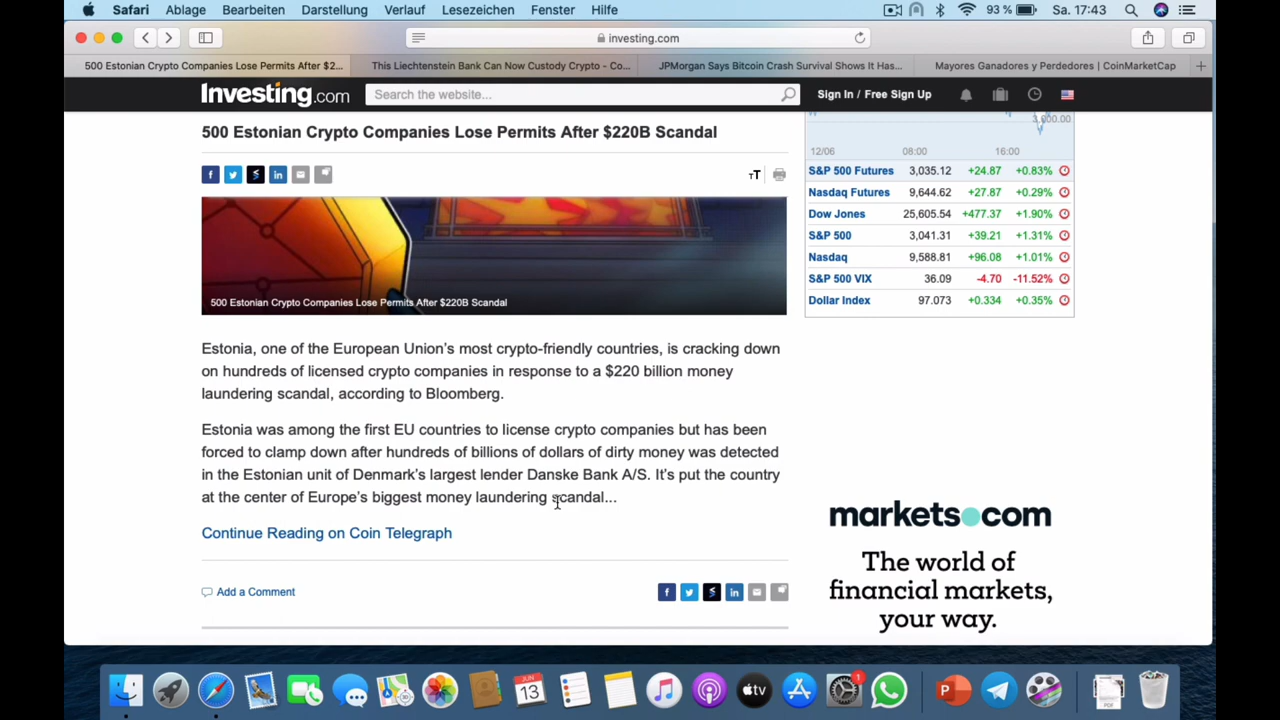 Safari Ablage Bearbeiten Darstellung Verlauf Lesezeichen Fenster Hilfe 93 % Sa. 17:43
investing.com
500 Estonian Crypto Companies Lose Permits After $2... This Liechtenstein Bank Can Now Custody Crypto - Co... JPMorgan Says Bitcoin Crash Survival Shows It Has... Mayores Ganadores y Perdedores | CoinMarketCap
Investing.com Search the website... Sign In / Free Sign Up
500 Estonian Crypto Companies Lose Permits After $220B Scandal
TT
500 Estonian Crypto Companies Lose Permits After $220B Scandal
Estonia, one of the European Union’s most crypto-friendly countries, is cracking down
on hundreds of licensed crypto companies in response to a $220 billion money
laundering scandal, according to Bloomberg.
Estonia was among the first EU countries to license crypto companies but has been
forced to clamp down after hundreds of billions of dollars of dirty money was detected
in the Estonian unit of Denmark’s largest lender Danske Bank A/S. It’s put the country
at the center of Europe’s biggest money laundering scandal...
Continue Reading on Coin Telegraph
Add a Comment
3,000.00
12/06 08:00 16:00
S&P 500 Futures 3,035.12 +24.87 +0.83%
Nasdaq Futures 9,644.62 +27.87 +0.29%
Dow Jones 25,605.54 +477.37 +1.90%
S&P 500 3,041.31 +39.21 +1.31%
Nasdaq 9,588.81 +96.08 +1.01%
S&P 500 VIX 36.09 -4.70 -11.52%
Dollar Index 97.073 +0.334 +0.35%
markets.com
The world of
financial markets,
your way.
JUN
13
tv
1
P
PDF